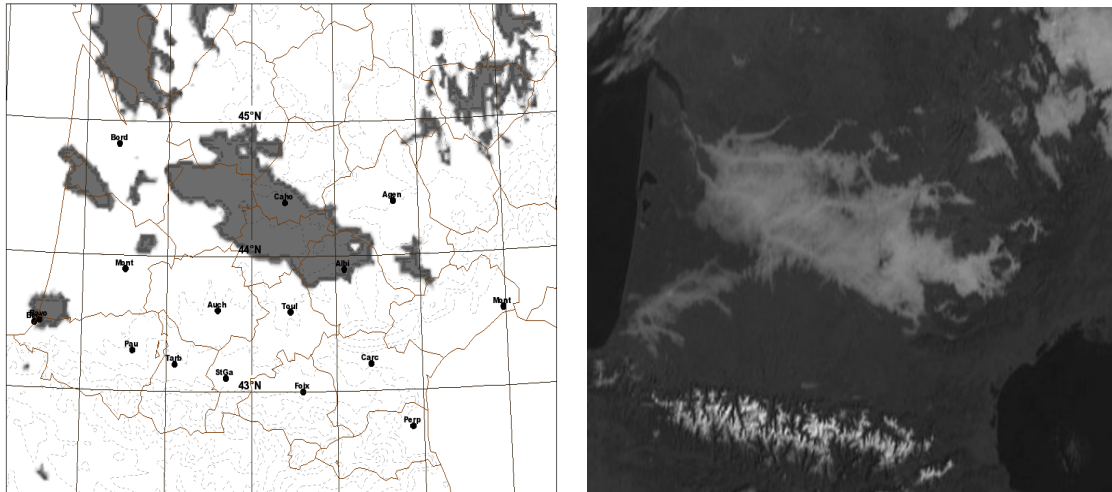 45°N
Bord
Agen
Caho
44°N
Mont
Albi
Auch
Toul
Mont
Pau
Tarb
Carc
StGa
43°N
Foix
Perp